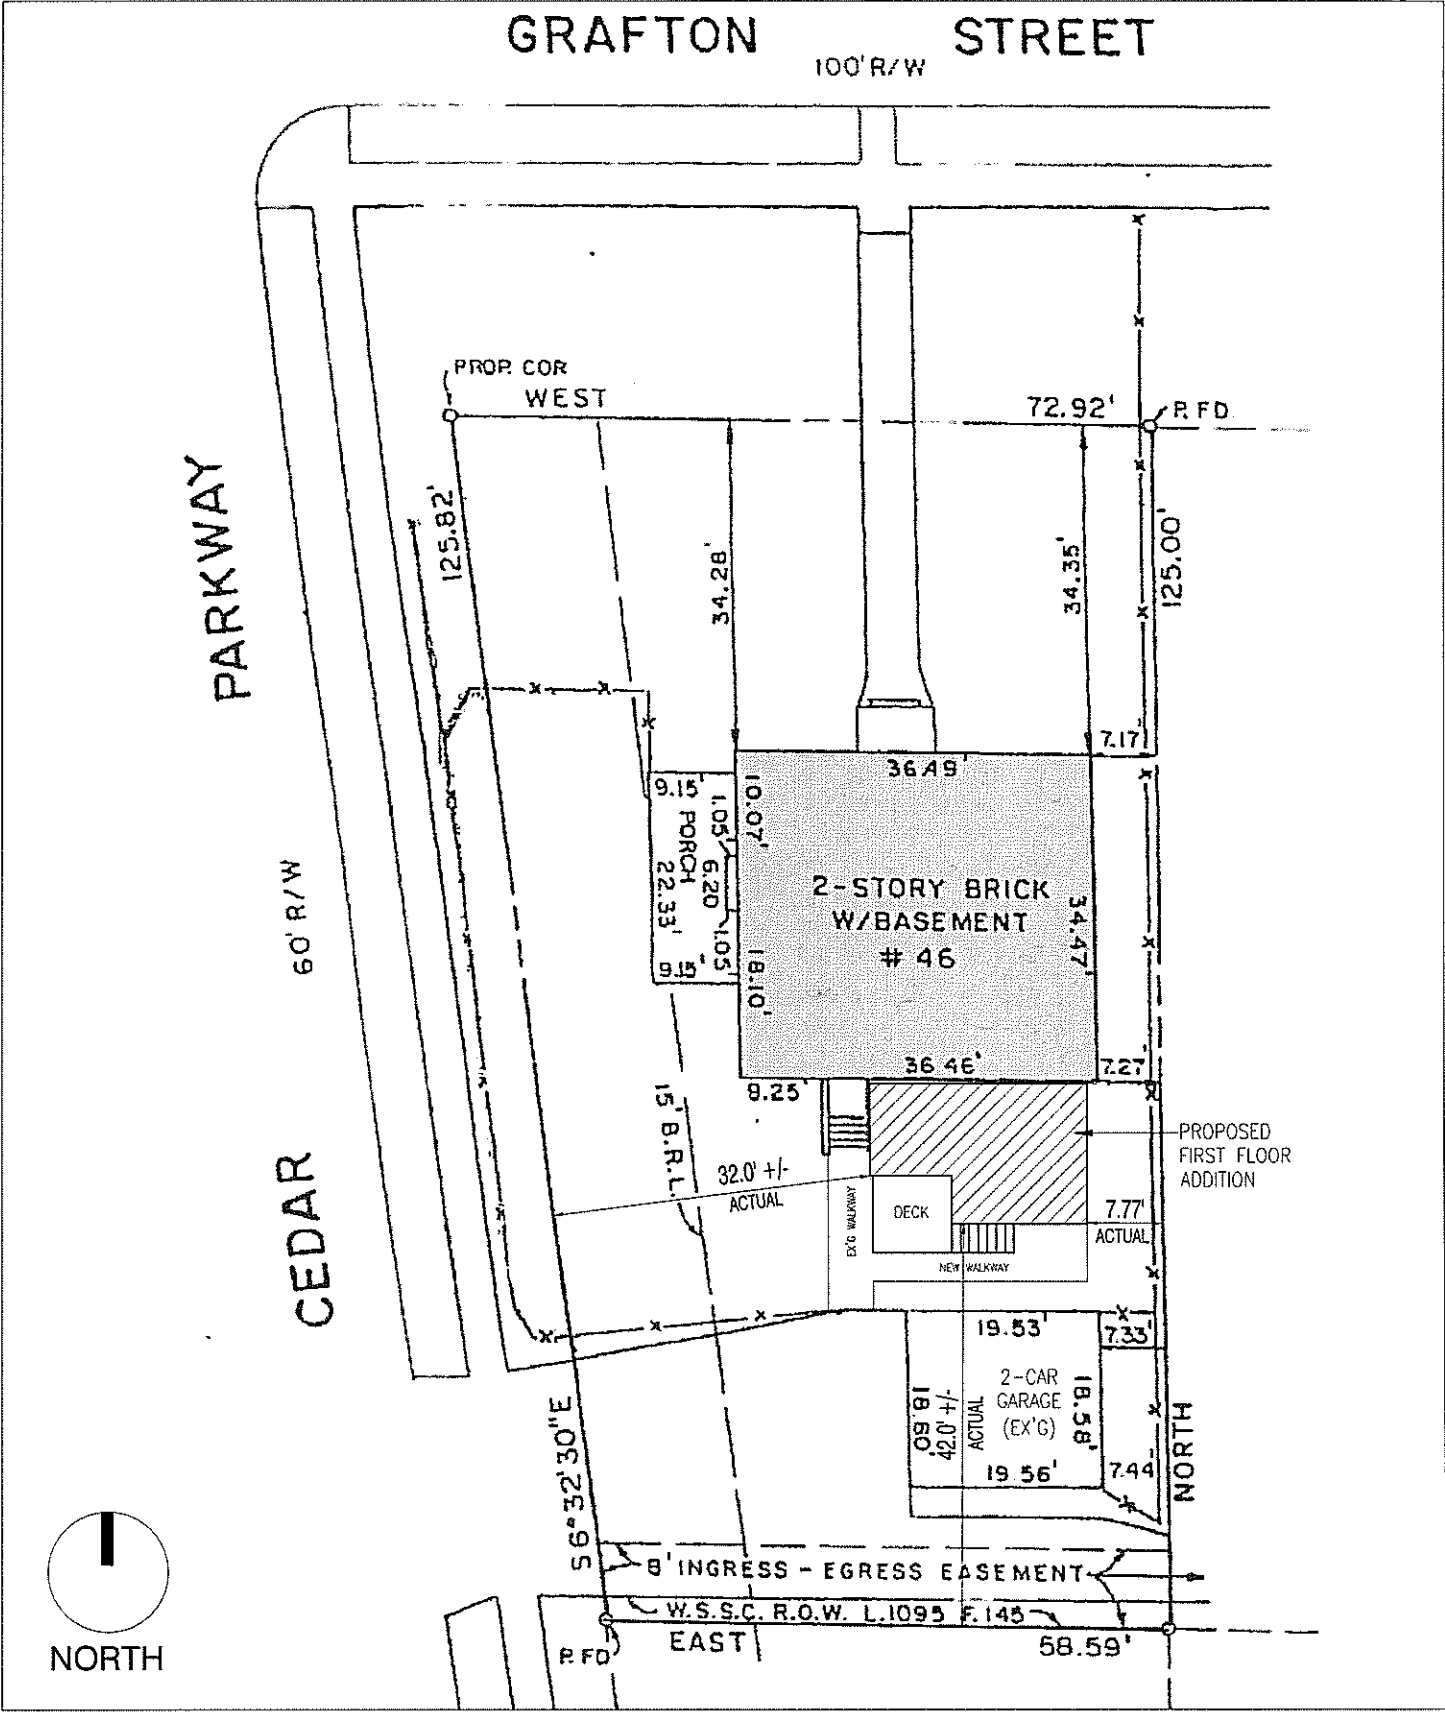 GRAFTON STREET
100' R/W
PROP. COR
WEST
72.92'
P. FD.
PARKWAY
125.82'
34.28'
34.35'
125.00'
7.17'
36.49'
9.15'
1.05'
10.07'
PORCH
6.20
22.33'
60' R/W
2-STORY BRICK
W/BASEMENT
# 46
34.47'
9.15'
1.05'
18.10'
36.46'
7.27'
15' B.R.L.
PROPOSED
FIRST FLOOR
ADDITION
32.0' +/-
ACTUAL
EX'G WALKWAY
DECK
7.77'
ACTUAL
NEW WALKWAY
CEDAR
19.53'
7.33'
2-CAR
GARAGE
(EX'G)
18.60'
42.0' +/-
ACTUAL
18.58'
19.56'
7.44'
NORTH
S6°32'30"E
8' INGRESS - EGRESS EASEMENT
W.S.S.C. R.O.W. L.1095 F.145
EAST
58.59'
P. FD
NORTH